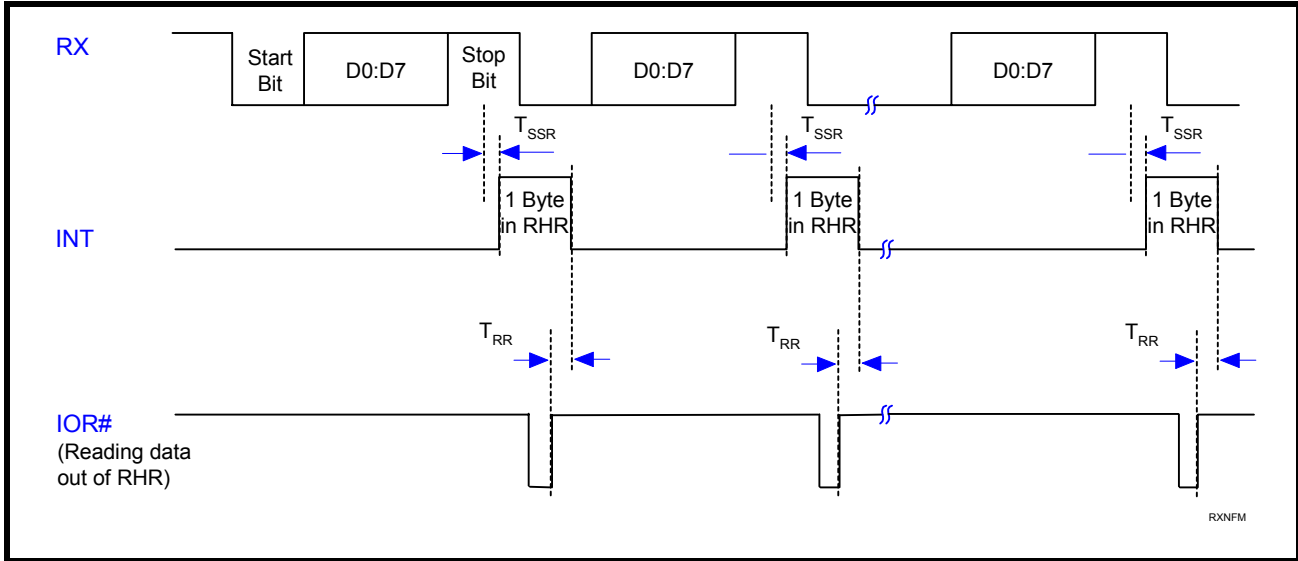 RX
Start
Bit
D0:D7
Stop
Bit
D0:D7
D0:D7
TSSR
TSSR
TSSR
INT
1 Byte
in RHR
1 Byte
in RHR
1 Byte
in RHR
TRR
TRR
TRR
IOR#
(Reading data
out of RHR)
RXNFM